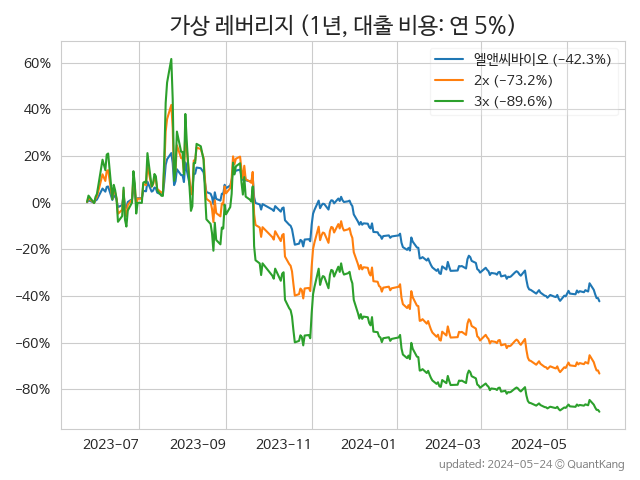 가상 레버리지 (1년, 대출 비용: 연 5%)
엘앤씨바이오 (-42.3%)
2x (-73.2%)
3x (-89.6%)
60%
40%
20%
0%
-20%
-40%
-60%
-80%
2023-07
2023-09
2023-11
2024-01
2024-03
2024-05
updated: 2024-05-24 © QuantKang